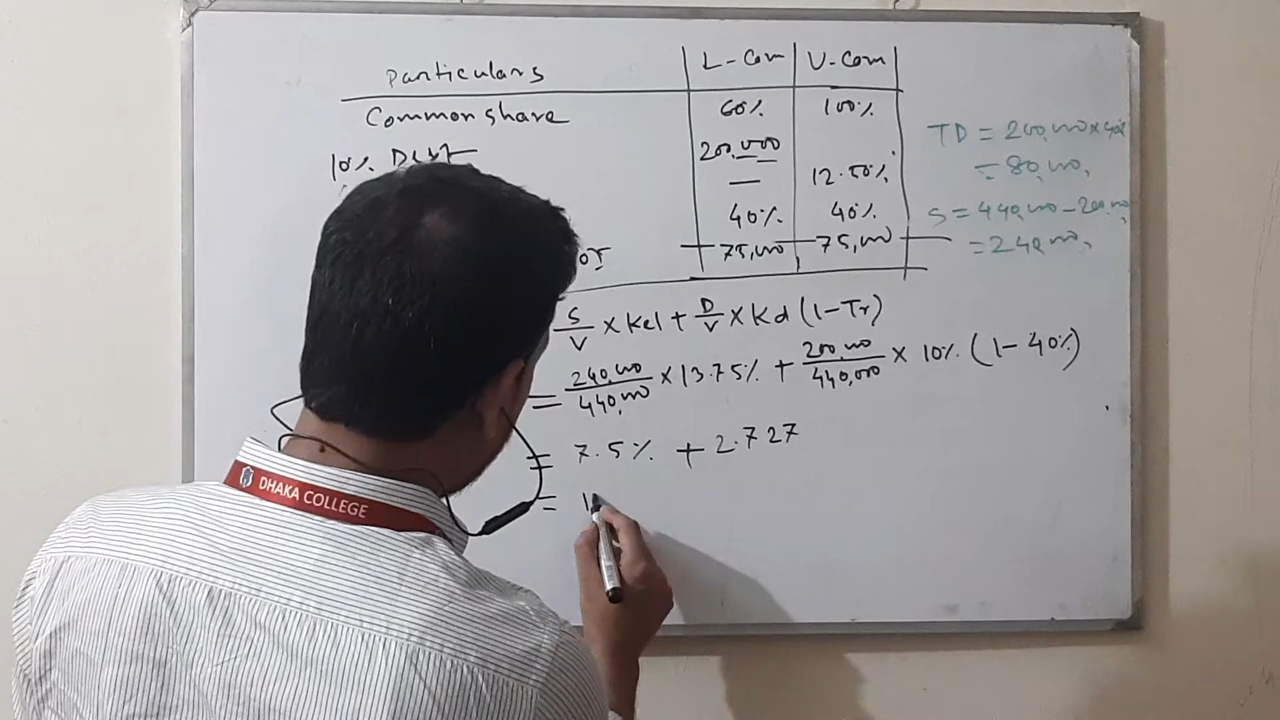 Particulars L-Com U-Com
Common share 60% 100%
10% Debt 200,000
— 12.50%
40% 40%
75,000 75,000
TD = 200,000 × 40%
= 80,000,
S = 440,000 – 200,000,
= 240,000,
S/V × Kel + D/V × Kd (1 – Tr)
= 240,000/440,000 × 13.75% + 200,000/440,000 × 10% (1 – 40%)
= 7.5% + 2.727
= 1
DHAKA COLLEGE